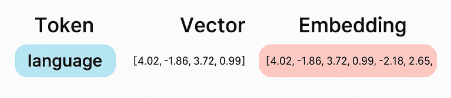 Token Vector Embedding
language [4.02, -1.86, 3.72, 0.99] [4.02, -1.86, 3.72, 0.99, -2.18, 2.65,